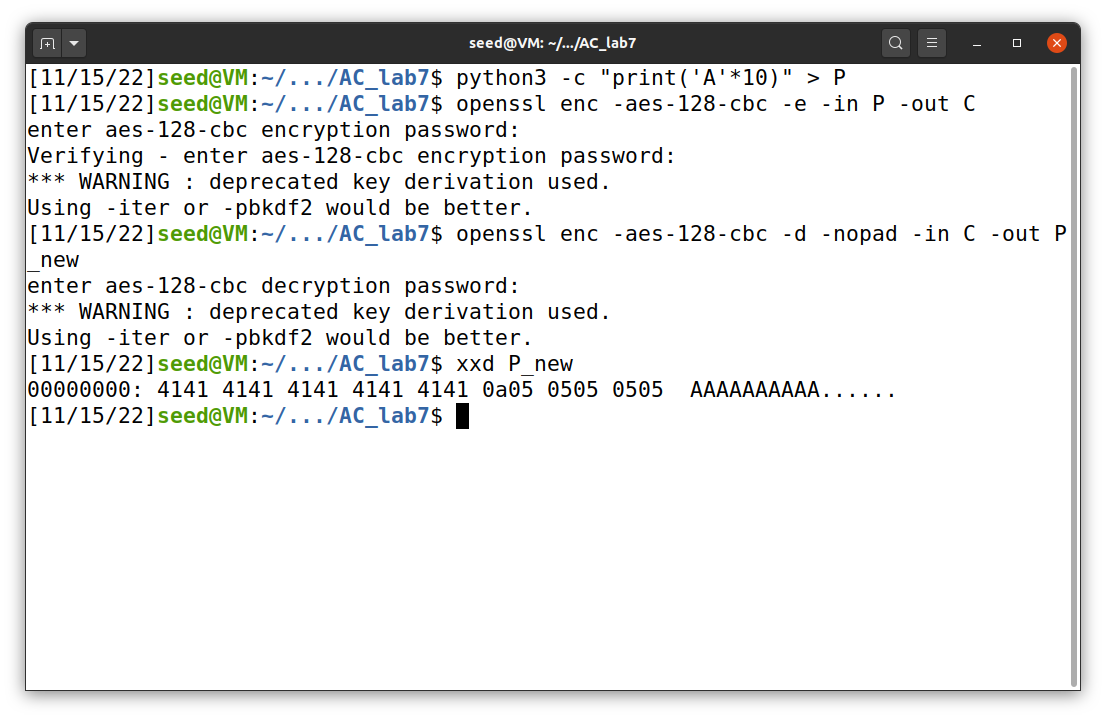 seed@VM: ~/.../AC_lab7
[11/15/22]seed@VM:~/.../AC_lab7$ python3 -c "print('A'*10)" > P
[11/15/22]seed@VM:~/.../AC_lab7$ openssl enc -aes-128-cbc -e -in P -out C
enter aes-128-cbc encryption password:
Verifying - enter aes-128-cbc encryption password:
*** WARNING : deprecated key derivation used.
Using -iter or -pbkdf2 would be better.
[11/15/22]seed@VM:~/.../AC_lab7$ openssl enc -aes-128-cbc -d -nopad -in C -out P
_new
enter aes-128-cbc decryption password:
*** WARNING : deprecated key derivation used.
Using -iter or -pbkdf2 would be better.
[11/15/22]seed@VM:~/.../AC_lab7$ xxd P_new
00000000: 4141 4141 4141 4141 4141 0a05 0505 0505  AAAAAAAAAA......
[11/15/22]seed@VM:~/.../AC_lab7$